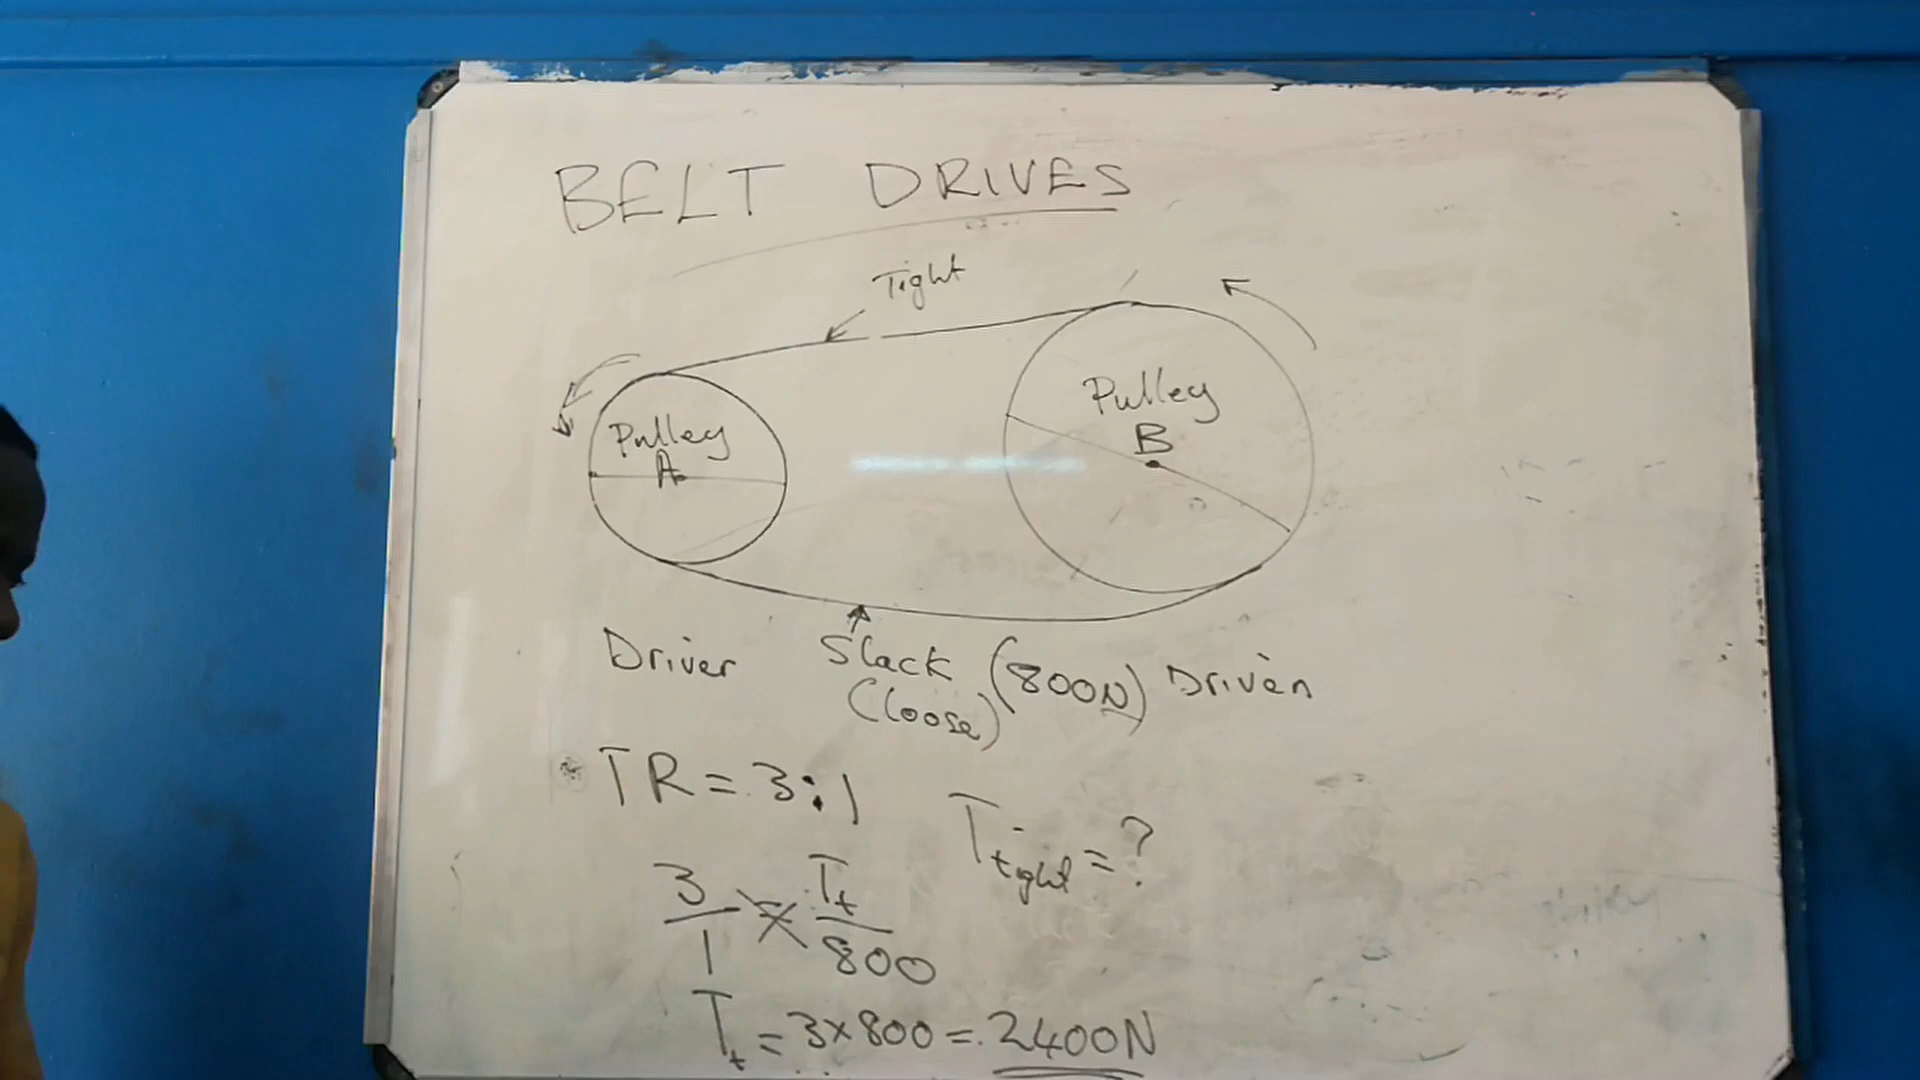 BELT DRIVES
Tight
Pulley
A
Pulley
B
Driver
Slack
(loose)
(800N)
Driven
TR = 3:1
T tight = ?
3/1 = Tt/800
Tt = 3×800 = 2400N